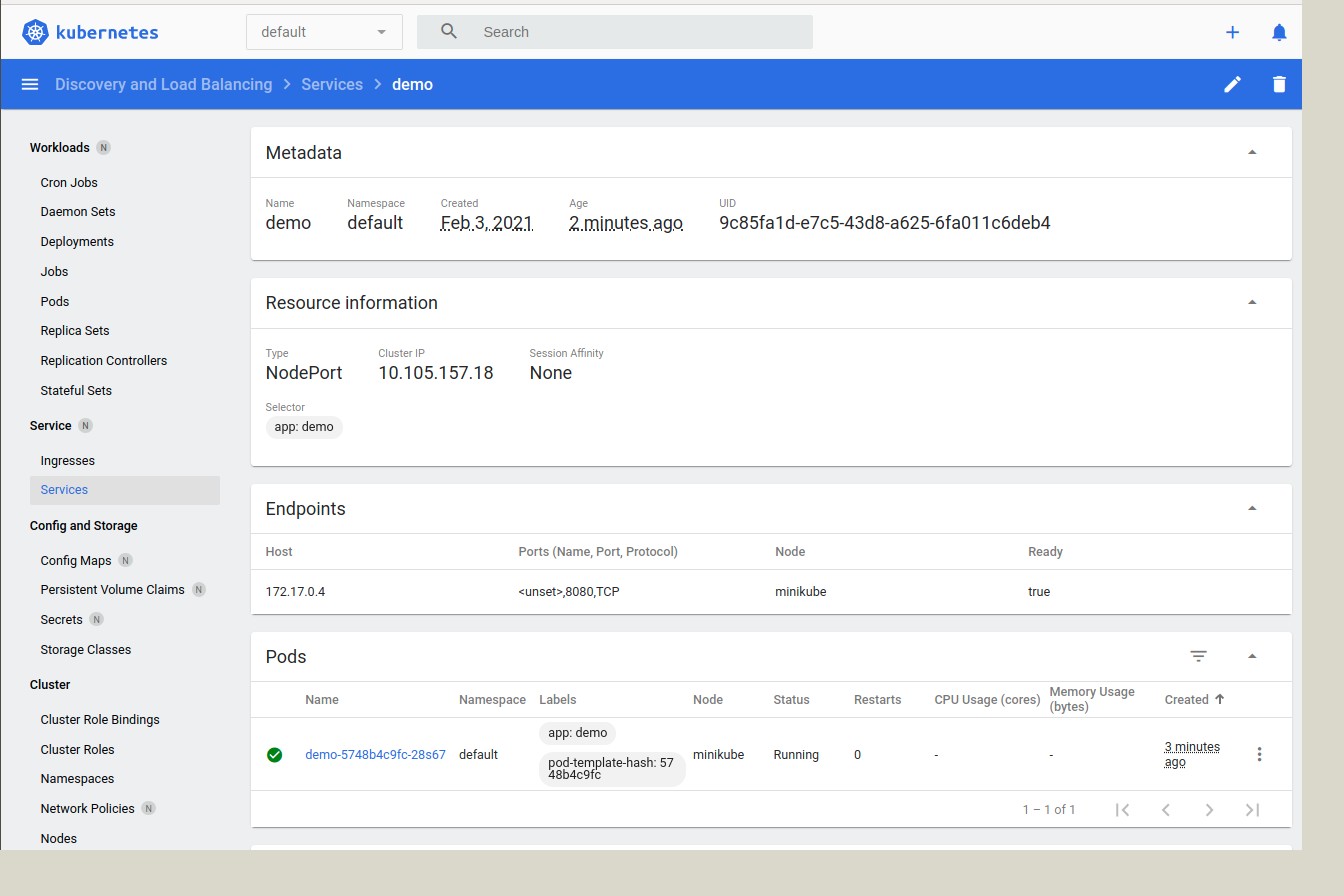 kubernetes
default
Search
Discovery and Load Balancing
Services
demo
Workloads N
Cron Jobs
Daemon Sets
Deployments
Jobs
Pods
Replica Sets
Replication Controllers
Stateful Sets
Service N
Ingresses
Services
Config and Storage
Config Maps N
Persistent Volume Claims N
Secrets N
Storage Classes
Cluster
Cluster Role Bindings
Cluster Roles
Namespaces
Network Policies N
Nodes
Metadata
Name
demo
Namespace
default
Created
Feb 3, 2021
Age
2 minutes ago
UID
9c85fa1d-e7c5-43d8-a625-6fa011c6deb4
Resource information
Type
NodePort
Cluster IP
10.105.157.18
Session Affinity
None
Selector
app: demo
Endpoints
Host Ports (Name, Port, Protocol) Node Ready
172.17.0.4 <unset>,8080,TCP minikube true
Pods
Name Namespace Labels Node Status Restarts CPU Usage (cores) Memory Usage
(bytes) Created
demo-5748b4c9fc-28s67
default
app: demo
pod-template-hash: 57
48b4c9fc
minikube
Running
0
-
-
3 minutes
ago
1 – 1 of 1